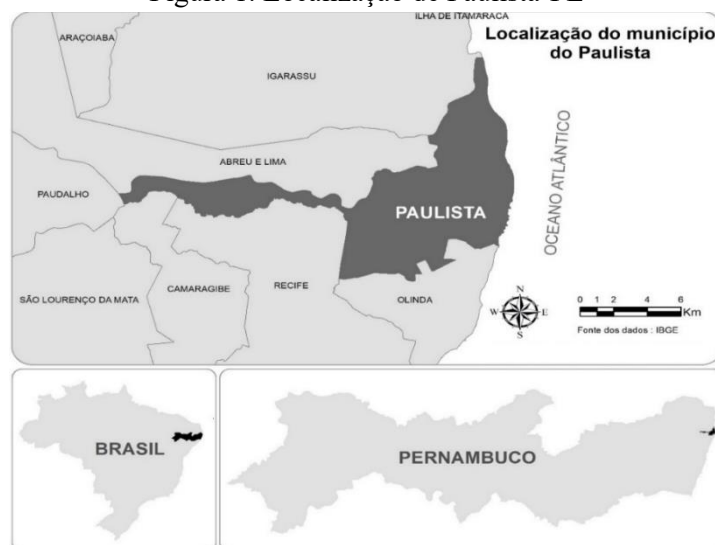 ILHA DE ITAMARACÁ
ARAÇOIABA
Localização do município
do Paulista
IGARASSU
OCEANO ATLÂNTICO
ABREU E LIMA
PAUDALHO
PAULISTA
SÃO LOURENÇO DA MATA
CAMARAGIBE
RECIFE
OLINDA
N
W E
S
0 1 2 4 6
Km
Fonte dos dados : IBGE
BRASIL
PERNAMBUCO